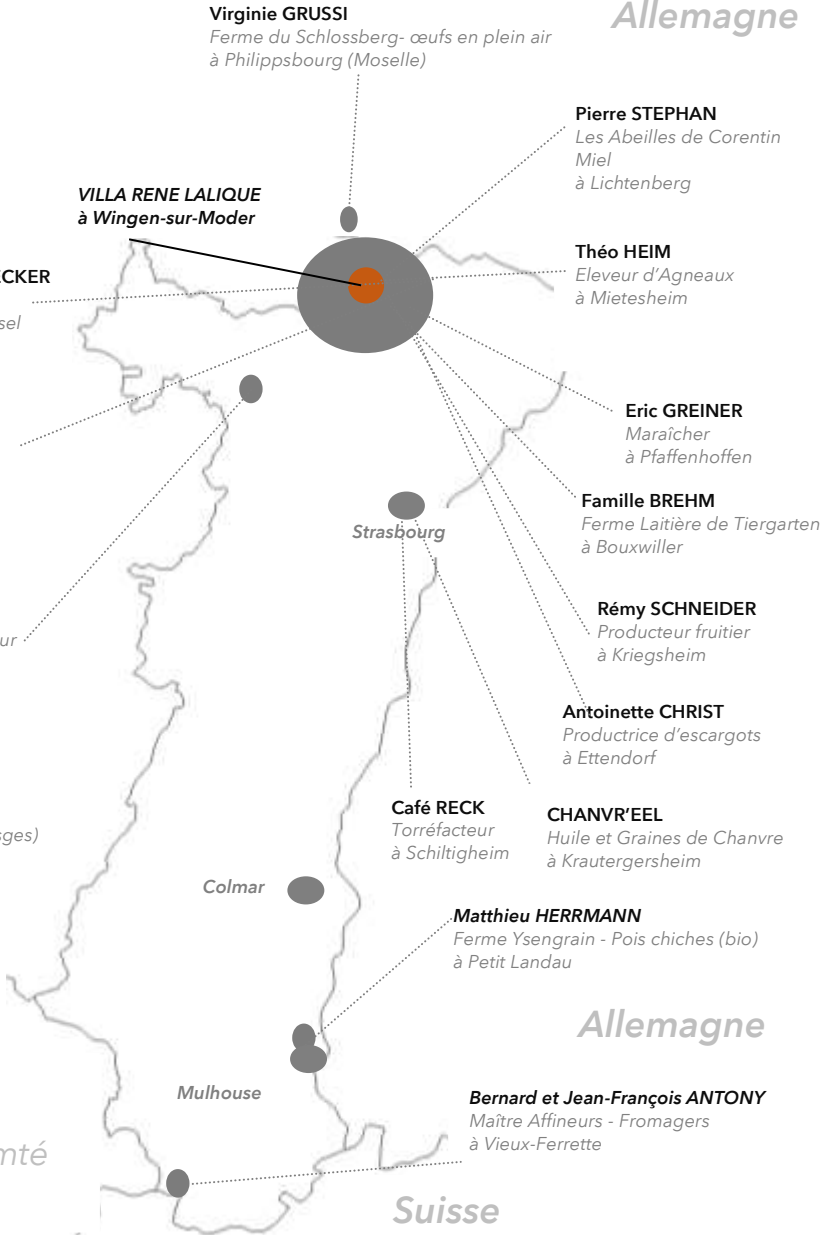 Virginie GRUSSI
Ferme du Schlossberg- œufs en plein air
à Philippsbourg (Moselle)
Allemagne
Pierre STEPHAN
Les Abeilles de Corentin
Miel
à Lichtenberg
VILLA RENE LALIQUE
à Wingen-sur-Moder
Théo HEIM
Eleveur d’Agneaux
à Mietesheim
CKER
sel
Eric GREINER
Maraîcher
à Pfaffenhoffen
Famille BREHM
Ferme Laitière de Tiergarten
à Bouxwiller
Strasbourg
Rémy SCHNEIDER
Producteur fruitier
à Kriegsheim
ur
Antoinette CHRIST
Productrice d’escargots
à Ettendorf
Café RECK
Torréfacteur
à Schiltigheim
CHANVR’EEL
Huile et Graines de Chanvre
à Krautergersheim
ges)
Colmar
Matthieu HERRMANN
Ferme Ysengrain - Pois chiches (bio)
à Petit Landau
Allemagne
Mulhouse
Bernard et Jean-François ANTONY
Maître Affineurs - Fromagers
à Vieux-Ferrette
mté
Suisse